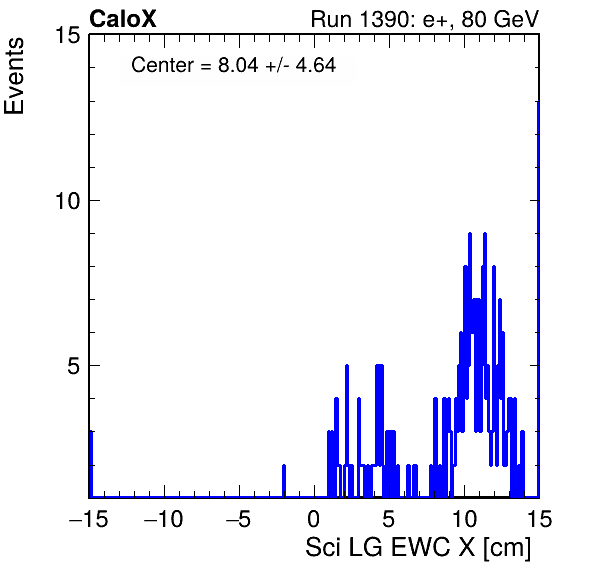 CaloX Run 1390: e+, 80 GeV
Events
Center = 8.04 +/- 4.64
15
10
5
−15 −10 −5 0 5 10 15
Sci LG EWC X [cm]